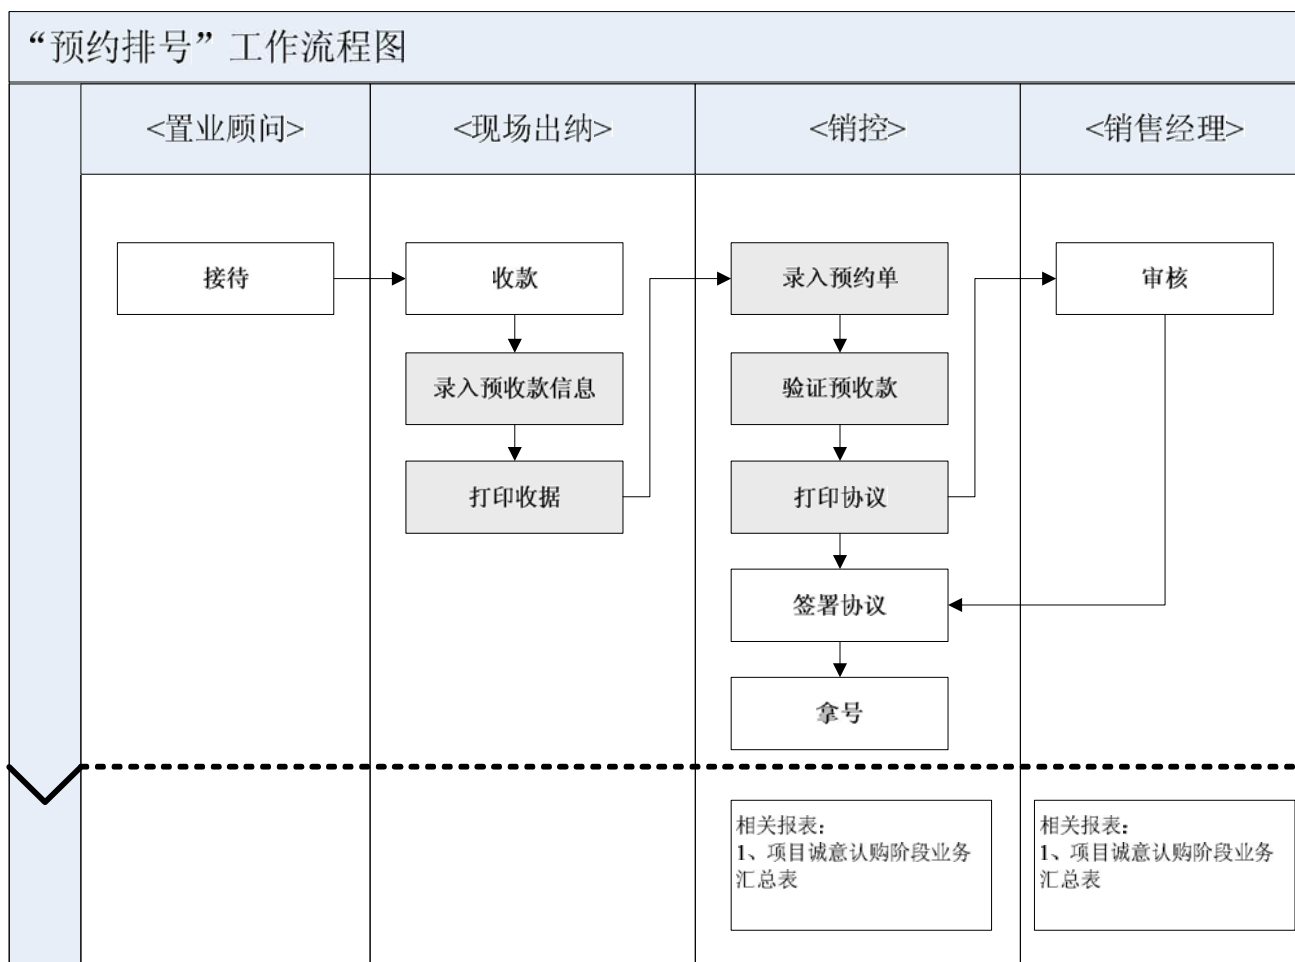 “预约排号”工作流程图
<置业顾问>
<现场出纳>
<销控>
<销售经理>
接待
收款
录入预约单
审核
录入预收款信息
验证预收款
打印收据
打印协议
签署协议
拿号
相关报表：
1、项目诚意认购阶段业务
汇总表
相关报表：
1、项目诚意认购阶段业务
汇总表